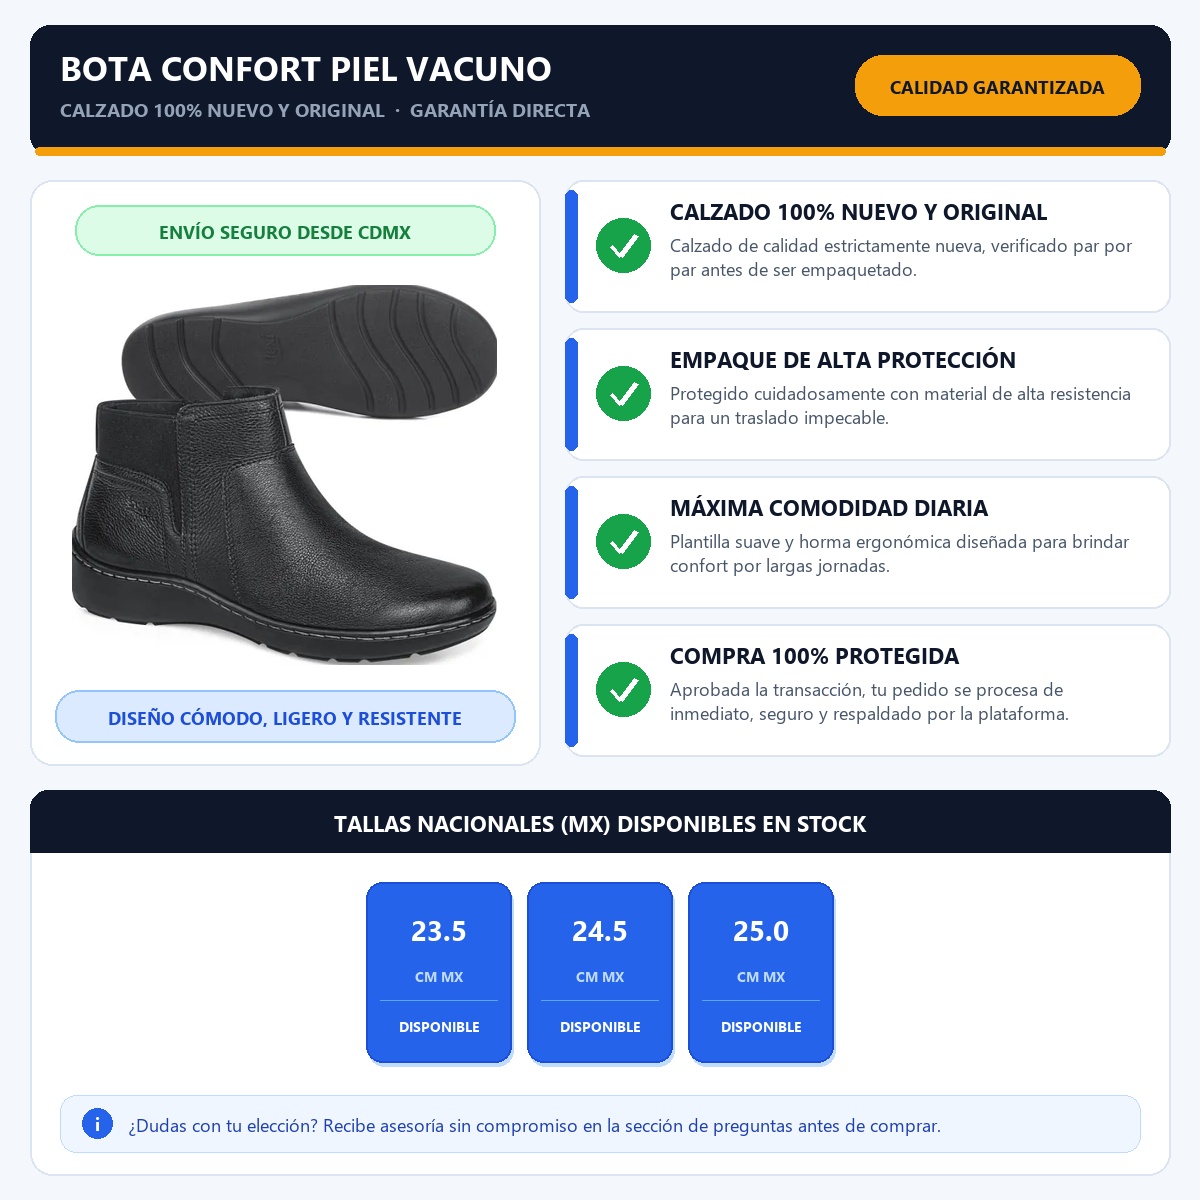 BOTA CONFORT PIEL VACUNO
CALZADO 100% NUEVO Y ORIGINAL · GARANTÍA DIRECTA
CALIDAD GARANTIZADA
ENVÍO SEGURO DESDE CDMX
DISEÑO CÓMODO, LIGERO Y RESISTENTE
CALZADO 100% NUEVO Y ORIGINAL
Calzado de calidad estrictamente nueva, verificado par por
par antes de ser empaquetado.
EMPAQUE DE ALTA PROTECCIÓN
Protegido cuidadosamente con material de alta resistencia
para un traslado impecable.
MÁXIMA COMODIDAD DIARIA
Plantilla suave y horma ergonómica diseñada para brindar
confort por largas jornadas.
COMPRA 100% PROTEGIDA
Aprobada la transacción, tu pedido se procesa de
inmediato, seguro y respaldado por la plataforma.
TALLAS NACIONALES (MX) DISPONIBLES EN STOCK
23.5
CM MX
DISPONIBLE
24.5
CM MX
DISPONIBLE
25.0
CM MX
DISPONIBLE
¿Dudas con tu elección? Recibe asesoría sin compromiso en la sección de preguntas antes de comprar.